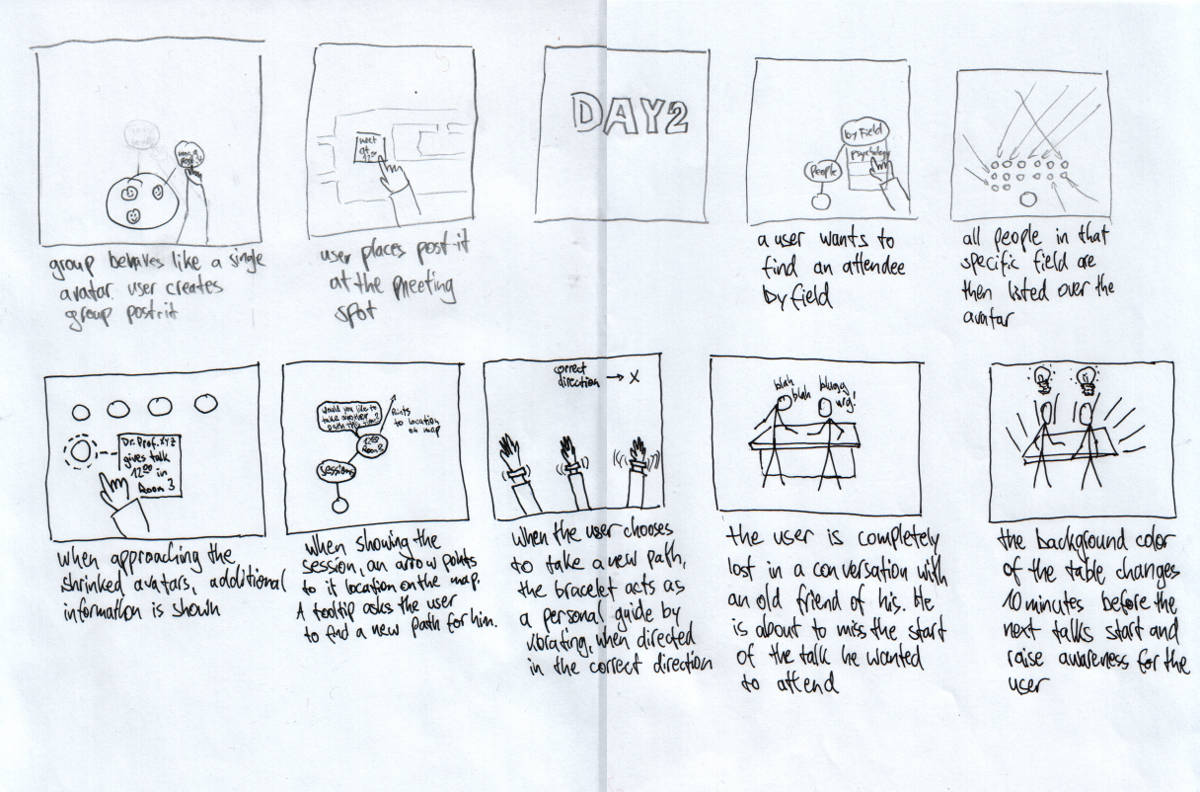 meet
at
12⁰⁰
DAY2
by Field
psychology
People
group behaves like a single
avatar. user creates
group post-it
user places post-it
at the meeting
spot
a user wants to
find an attendee
by field
all people in that
specific field are
then listed over the
avatar
Dr. Prof. XYZ
gives talk
12⁰⁰ in
Room 3
would you like to
take another
Points
to location
on map
12⁰⁰
Room 3
Sessions
correct
direction → X
blah
blah
blugg
urg!
when approaching the
shrinked avatars, additional
information is shown
when showing the
session, an arrow points
to it location on the map.
A tooltip asks the user
to find a new path for him.
when the user chooses
to take a new path,
the bracelet acts as
a personal guide by
vibrating, when directed
in the correct direction
the user is completely
lost in a conversation with
an old friend of his. He
is about to miss the start
of the talk he wanted
to attend
the background color
of the table changes
10 minutes before the
next talks start and
raise awareness for the
user